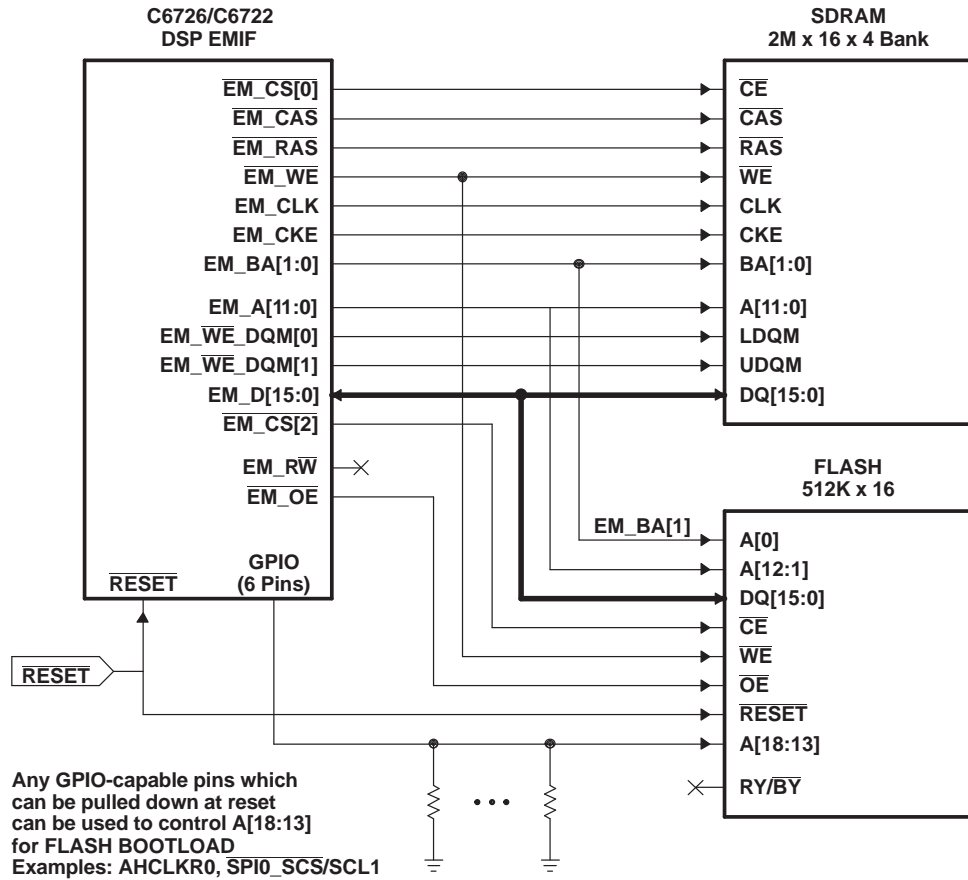 C6726/C6722
DSP EMIF
EM_CS[0]
EM_CAS
EM_RAS
EM_WE
EM_CLK
EM_CKE
EM_BA[1:0]
EM_A[11:0]
EM_WE_DQM[0]
EM_WE_DQM[1]
EM_D[15:0]
EM_CS[2]
EM_RW
EM_OE
GPIO
(6 Pins)
RESET
RESET
SDRAM
2M x 16 x 4 Bank
CE
CAS
RAS
WE
CLK
CKE
BA[1:0]
A[11:0]
LDQM
UDQM
DQ[15:0]
FLASH
512K x 16
EM_BA[1]
A[0]
A[12:1]
DQ[15:0]
CE
WE
OE
RESET
A[18:13]
RY/BY
Any GPIO-capable pins which
can be pulled down at reset
can be used to control A[18:13]
for FLASH BOOTLOAD
Examples: AHCLKR0, SPI0_SCS/SCL1